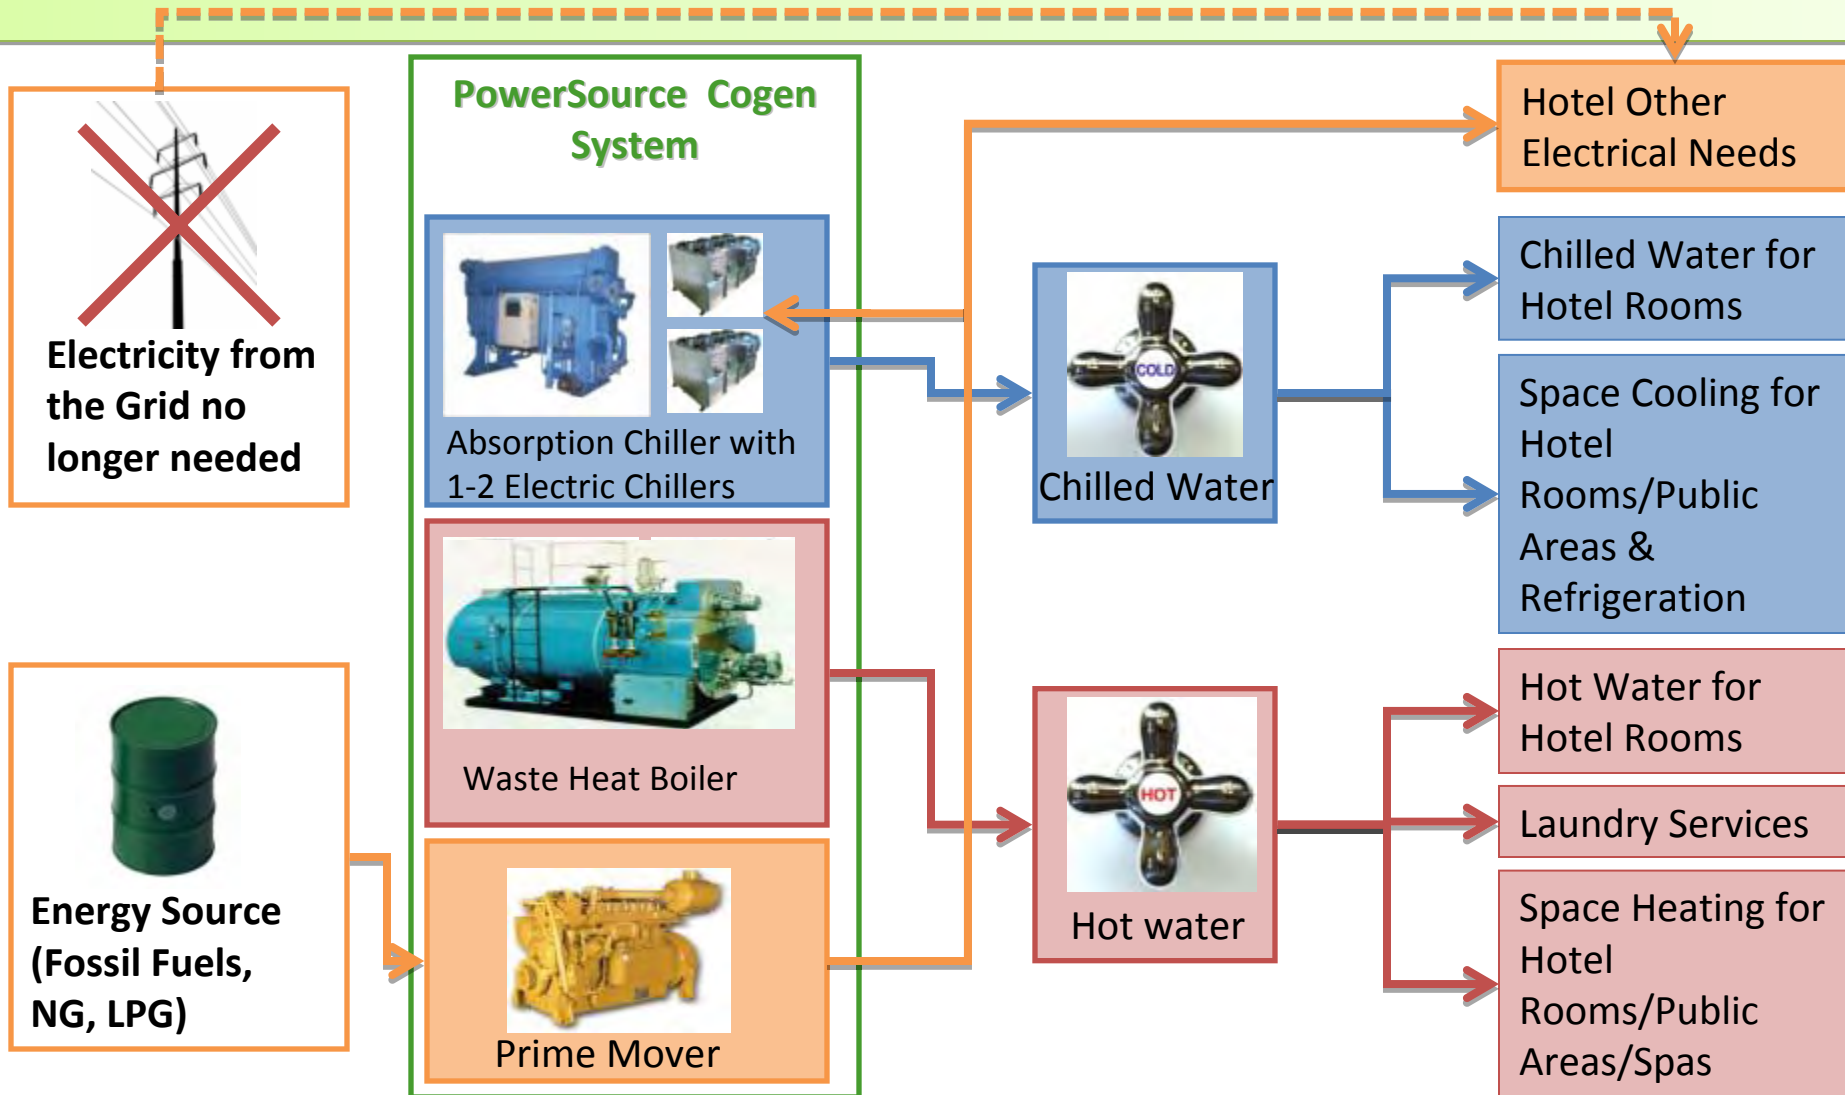 PowerSource  Cogen
System
Electricity from
the Grid no
longer needed
Energy Source
(Fossil Fuels,
NG, LPG)
Absorption Chiller with
1-2 Electric Chillers
Waste Heat Boiler
Prime Mover
COLD
Chilled Water
HOT
Hot water
Hotel Other
Electrical Needs
Chilled Water for
Hotel Rooms
Space Cooling for
Hotel
Rooms/Public
Areas &
Refrigeration
Hot Water for
Hotel Rooms
Laundry Services
Space Heating for
Hotel
Rooms/Public
Areas/Spas